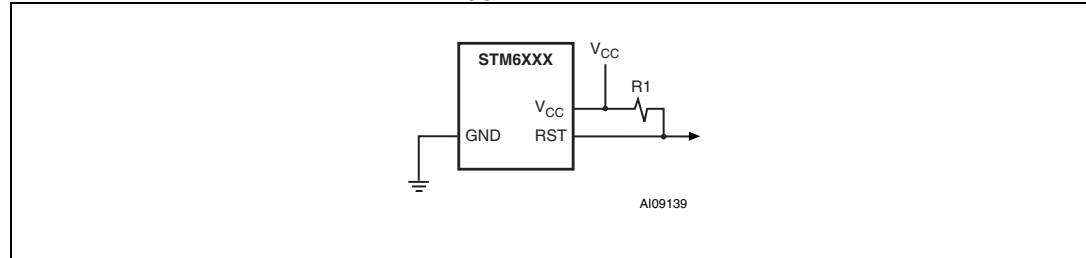 STM6XXX
VCC
R1
VCC
GND RST
AI09139